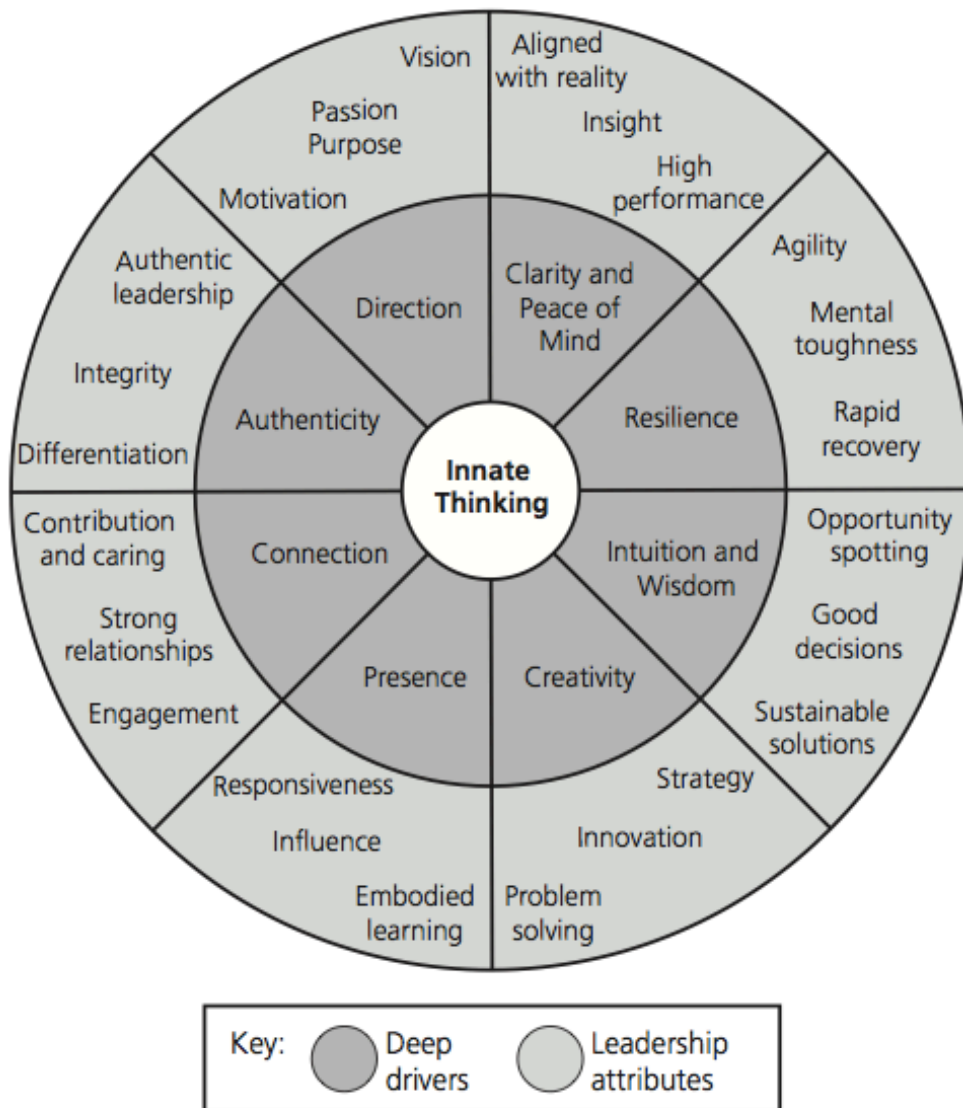 Vision
Passion
Purpose
Motivation
Aligned
with reality
Insight
High
performance
Agility
Mental
toughness
Rapid
recovery
Opportunity
spotting
Good
decisions
Sustainable
solutions
Strategy
Innovation
Problem
solving
Embodied
learning
Influence
Responsiveness
Engagement
Strong
relationships
Contribution
and caring
Differentiation
Integrity
Authentic
leadership
Direction
Clarity and
Peace of
Mind
Resilience
Intuition and
Wisdom
Creativity
Presence
Connection
Authenticity
Innate
Thinking
Key:
Deep
drivers
Leadership
attributes